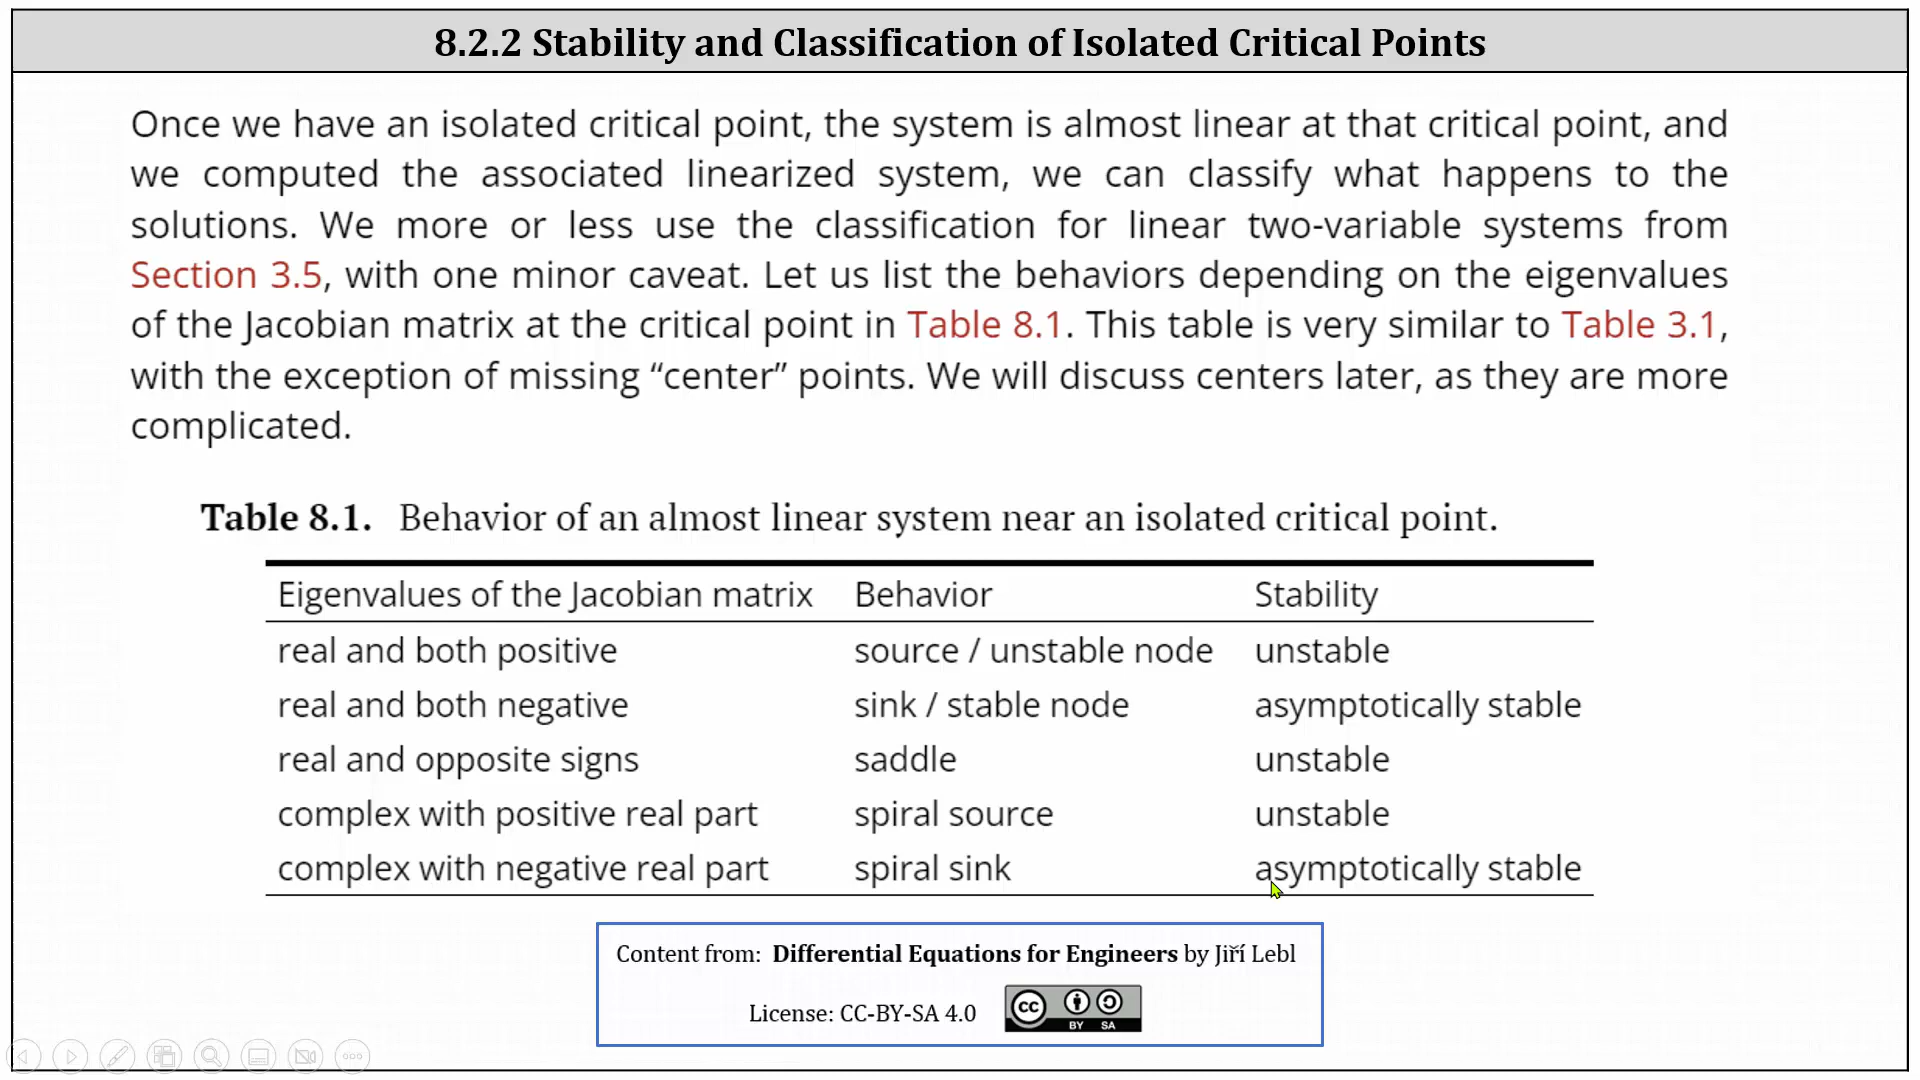 8.2.2 Stability and Classification of Isolated Critical Points
Once we have an isolated critical point, the system is almost linear at that critical point, and
we computed the associated linearized system, we can classify what happens to the
solutions. We more or less use the classification for linear two-variable systems from
Section 3.5, with one minor caveat. Let us list the behaviors depending on the eigenvalues
of the Jacobian matrix at the critical point in Table 8.1. This table is very similar to Table 3.1,
with the exception of missing “center” points. We will discuss centers later, as they are more
complicated.
Table 8.1. Behavior of an almost linear system near an isolated critical point.
Eigenvalues of the Jacobian matrix Behavior Stability
real and both positive source / unstable node unstable
real and both negative sink / stable node asymptotically stable
real and opposite signs saddle unstable
complex with positive real part spiral source unstable
complex with negative real part spiral sink asymptotically stable
Content from: Differential Equations for Engineers by Jiří Lebl
License: CC-BY-SA 4.0
cc BY SA